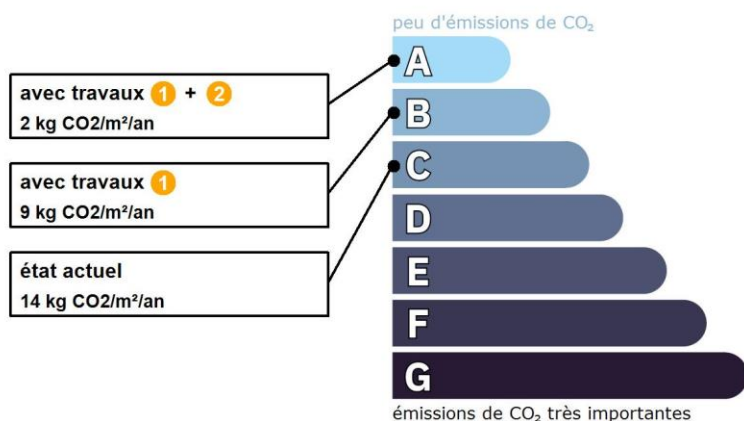 peu d'émissions de CO₂
A
avec travaux 1 + 2
2 kg CO2/m²/an
B
avec travaux 1
9 kg CO2/m²/an
C
D
état actuel
14 kg CO2/m²/an
E
F
G
émissions de CO₂ très importantes